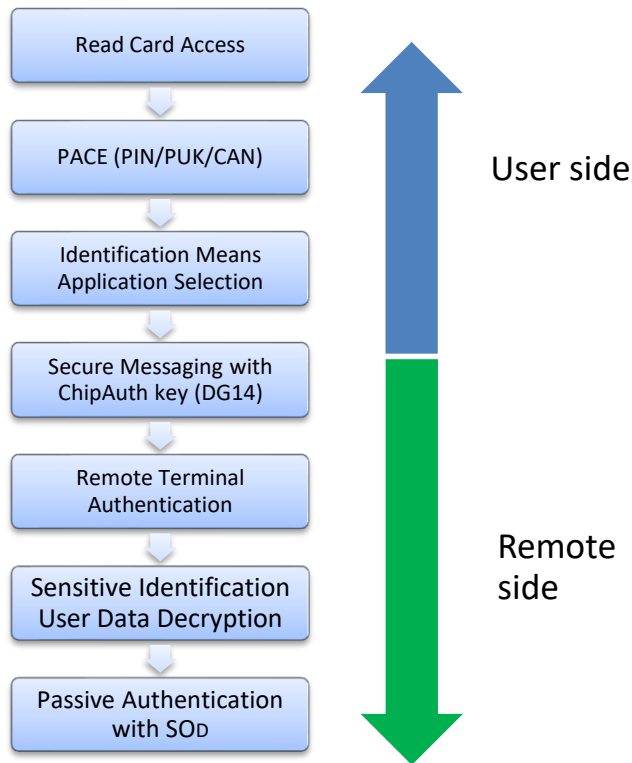 Read Card Access
PACE (PIN/PUK/CAN)
Identification Means
Application Selection
Secure Messaging with
ChipAuth key (DG14)
Remote Terminal
Authentication
Sensitive Identification
User Data Decryption
Passive Authentication
with SOD
User side
Remote
side